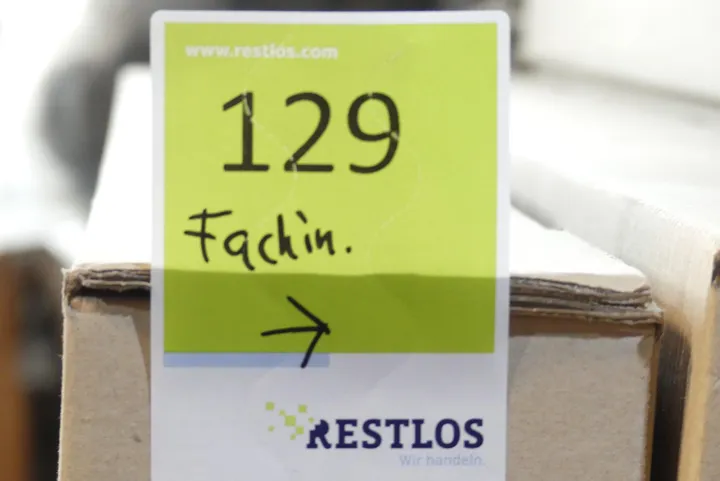 www.restlos.com
129
Fachin.
→
RESTLOS
Wir handeln.